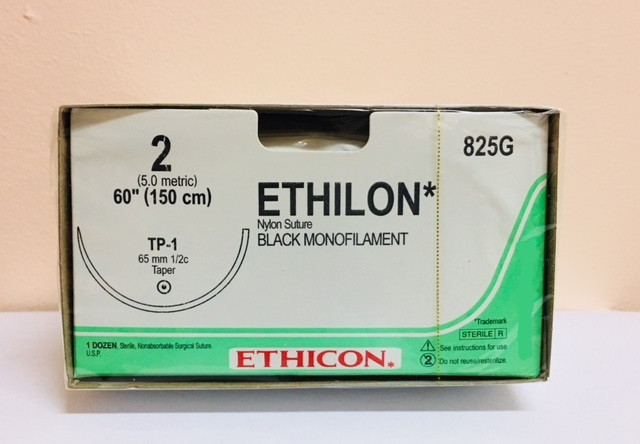 2
(5.0 metric)
60" (150 cm)
TP-1
65 mm 1/2c
Taper
ETHILON*
Nylon Suture
BLACK MONOFILAMENT
825G
1 DOZEN, Sterile, Nonabsorbable Surgical Suture.
U.S.P.
ETHICON*
*Trademark
STERILE R
See instructions for use.
2 Do not reuse/resterilize.